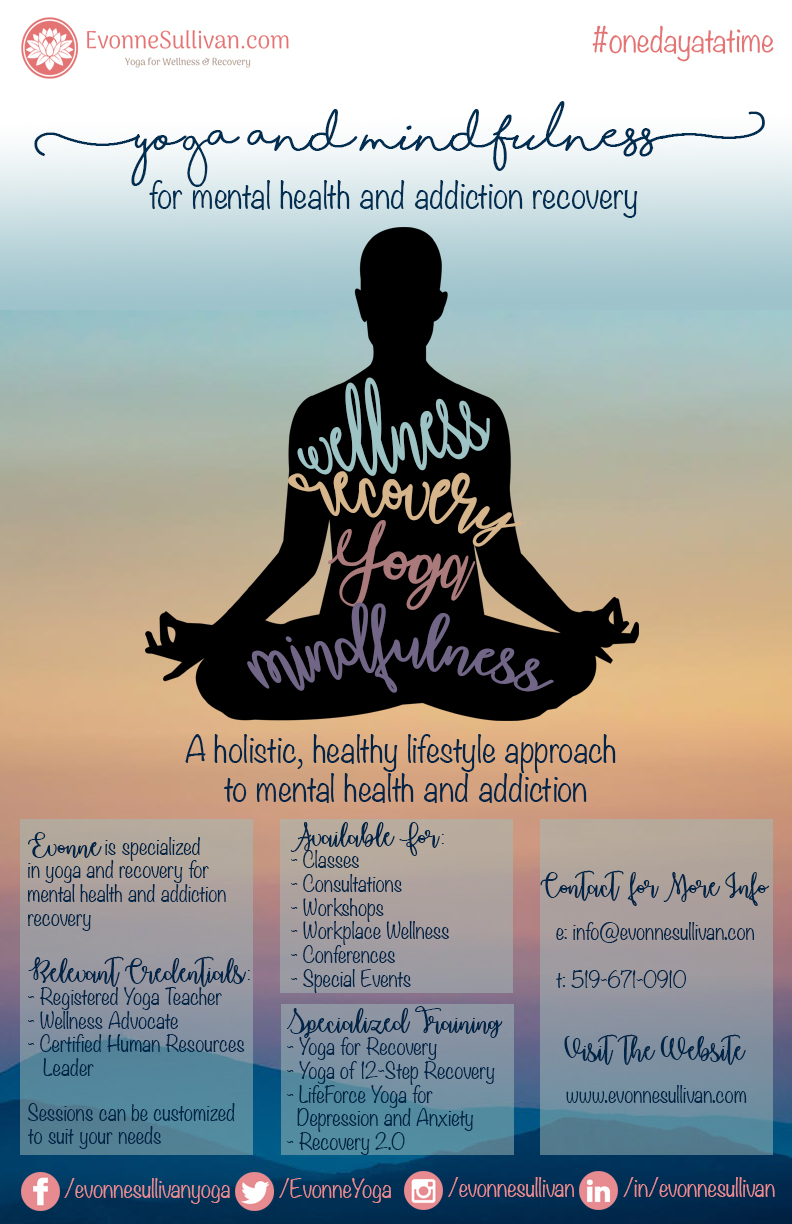 EvonneSullivan.com
Yoga for Wellness & Recovery
#onedayatatime
yoga and mindfulness
for mental health and addiction recovery
wellness
recovery
yoga
mindfulness
A holistic, healthy lifestyle approach
to mental health and addiction
Evonne is specialized
in yoga and recovery for
mental health and addiction
recovery
Relevant Credentials:
- Registered Yoga Teacher
- Wellness Advocate
- Certified Human Resources
Leader
Sessions can be customized
to suit your needs
Available for:
- Classes
- Consultations
- Workshops
- Workplace Wellness
- Conferences
- Special Events
Specialized Training
- Yoga for Recovery
- Yoga of 12-Step Recovery
- LifeForce Yoga for
Depression and Anxiety
- Recovery 2.0
Contact for More Info
e: info@evonnesullivan.con
t: 519-671-0910
Visit The Website
www.evonnesullivan.com
/evonnesullivanyoga
/EvonneYoga
/evonnesullivan
/in/evonnesullivan